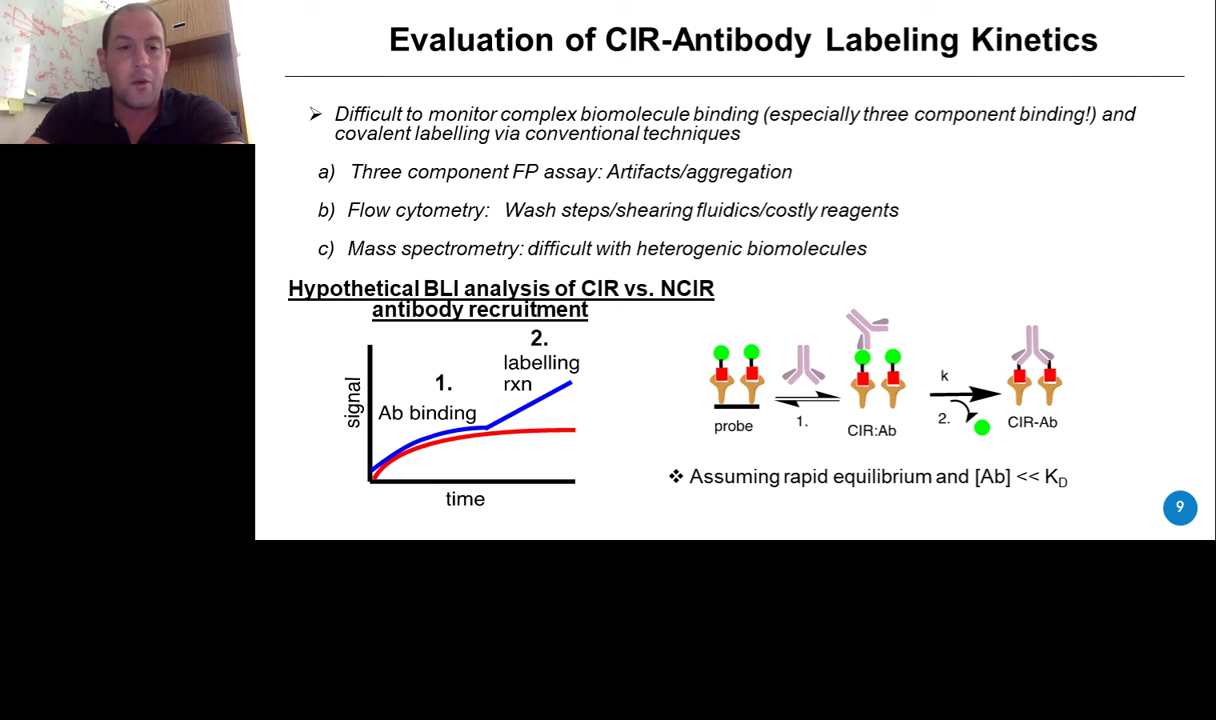 Evaluation of CIR-Antibody Labeling Kinetics
Difficult to monitor complex biomolecule binding (especially three component binding!) and
covalent labelling via conventional techniques
a) Three component FP assay: Artifacts/aggregation
b) Flow cytometry: Wash steps/shearing fluidics/costly reagents
c) Mass spectrometry: difficult with heterogenic biomolecules
Hypothetical BLI analysis of CIR vs. NCIR
antibody recruitment
2.
labelling
rxn
1.
Ab binding
signal
time
probe
1.
CIR:Ab
k
2.
CIR-Ab
❖ Assuming rapid equilibrium and [Ab] << KD
9